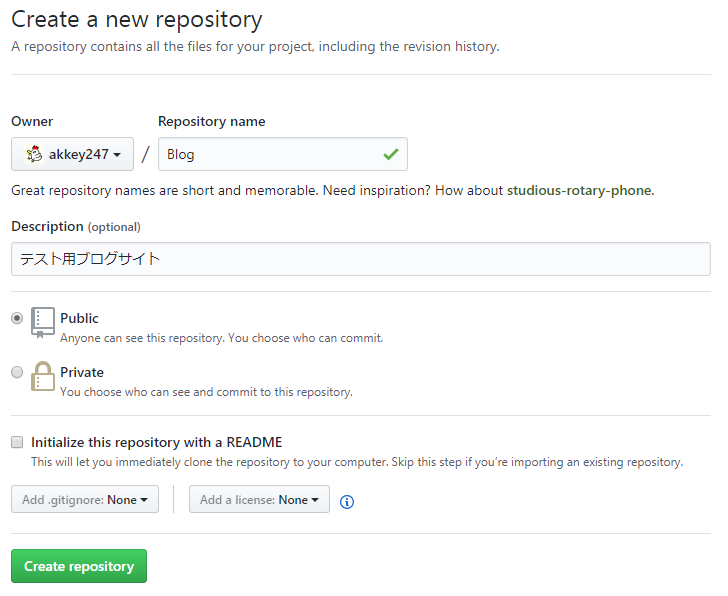 Create a new repository
A repository contains all the files for your project, including the revision history.
Owner
Repository name
akkey247
/
Blog
Great repository names are short and memorable. Need inspiration? How about studious-rotary-phone.
Description (optional)
テスト用ブログサイト
Public
Anyone can see this repository. You choose who can commit.
Private
You choose who can see and commit to this repository.
Initialize this repository with a README
This will let you immediately clone the repository to your computer. Skip this step if you’re importing an existing repository.
Add .gitignore: None
Add a license: None
Create repository